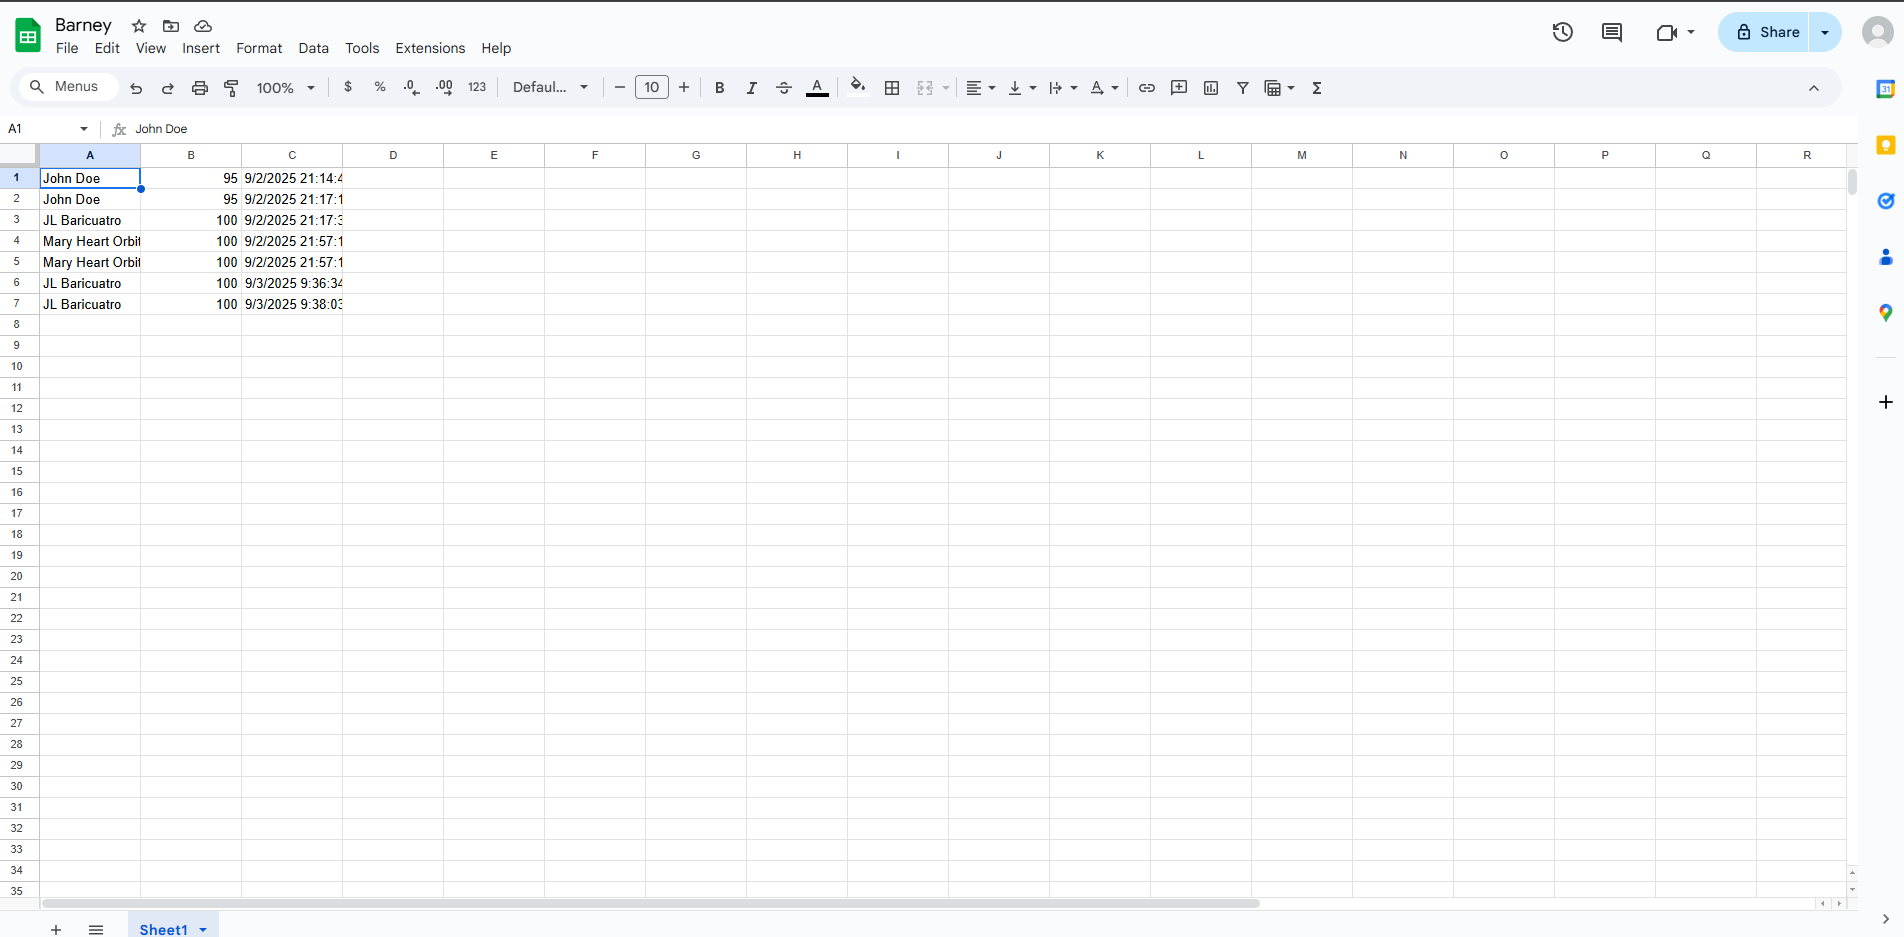 Barney
File Edit View Insert Format Data Tools Extensions Help
Share
Menus 100% $ % .0 .00 123 Defaul... 10 B I A
A1 fx John Doe
A B C D E F G H I J K L M N O P Q R
1 John Doe 95 9/2/2025 21:14:4
2 John Doe 95 9/2/2025 21:17:1
3 JL Baricuatro 100 9/2/2025 21:17:3
4 Mary Heart Orbit 100 9/2/2025 21:57:1
5 Mary Heart Orbit 100 9/2/2025 21:57:1
6 JL Baricuatro 100 9/3/2025 9:36:34
7 JL Baricuatro 100 9/3/2025 9:38:03
8
9
10
11
12
13
14
15
16
17
18
19
20
21
22
23
24
25
26
27
28
29
30
31
32
33
34
35
Sheet1
31